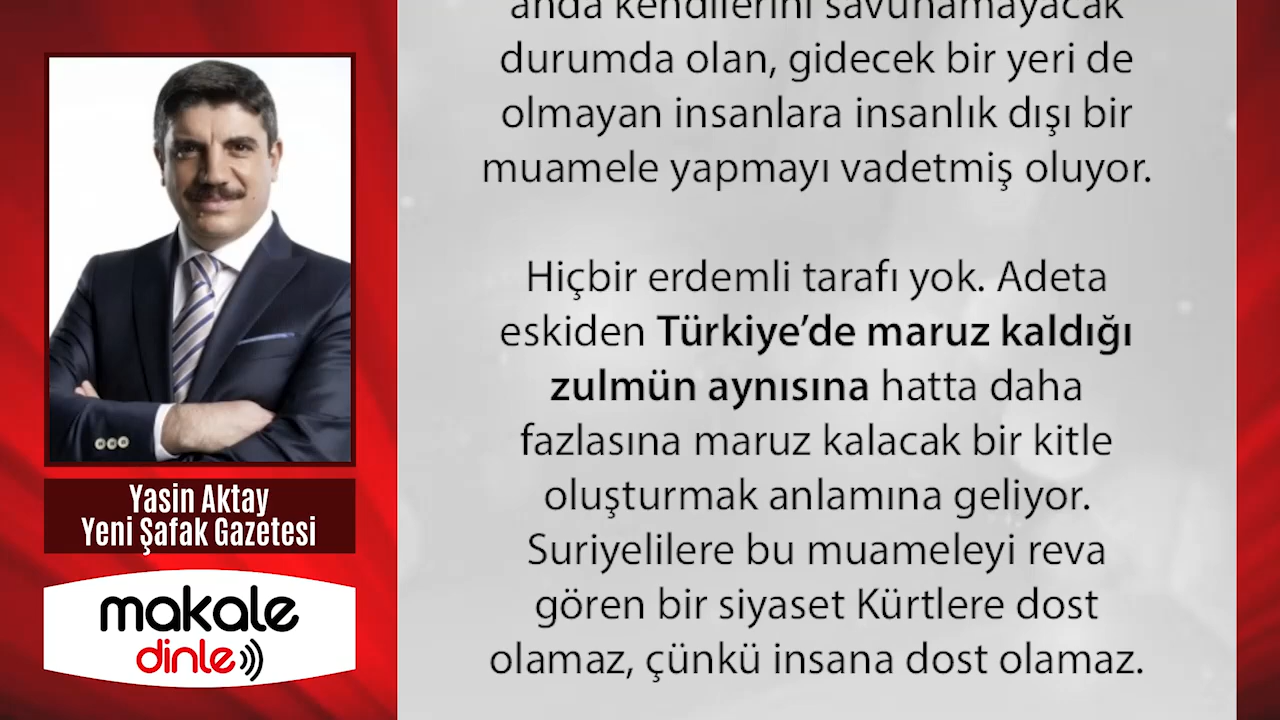 anda kendilerini savunamayacak
durumda olan, gidecek bir yeri de
olmayan insanlara insanlık dışı bir
muamele yapmayı vadetmiş oluyor.
Hiçbir erdemli tarafı yok. Adeta
eskiden Türkiye’de maruz kaldığı
zulmün aynısına hatta daha
fazlasına maruz kalacak bir kitle
oluşturmak anlamına geliyor.
Suriyelilere bu muameleyi reva
gören bir siyaset Kürtlere dost
olamaz, çünkü insana dost olamaz.
Yasin Aktay
Yeni Şafak Gazetesi
makale
dinle